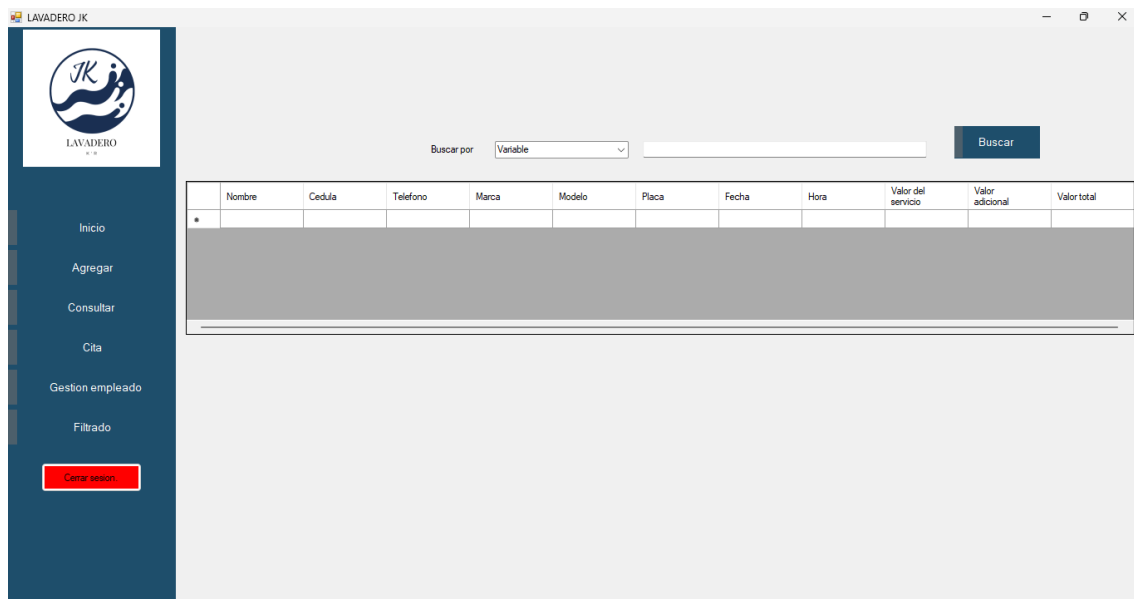 LAVADERO JK
JK
LAVADERO
Buscar por
Variable
Buscar
Nombre
Cedula
Telefono
Marca
Modelo
Placa
Fecha
Hora
Valor del
servicio
Valor
adicional
Valor total
Inicio
Agregar
Consultar
Cita
Gestion empleado
Filtrado
Cerrar sesion